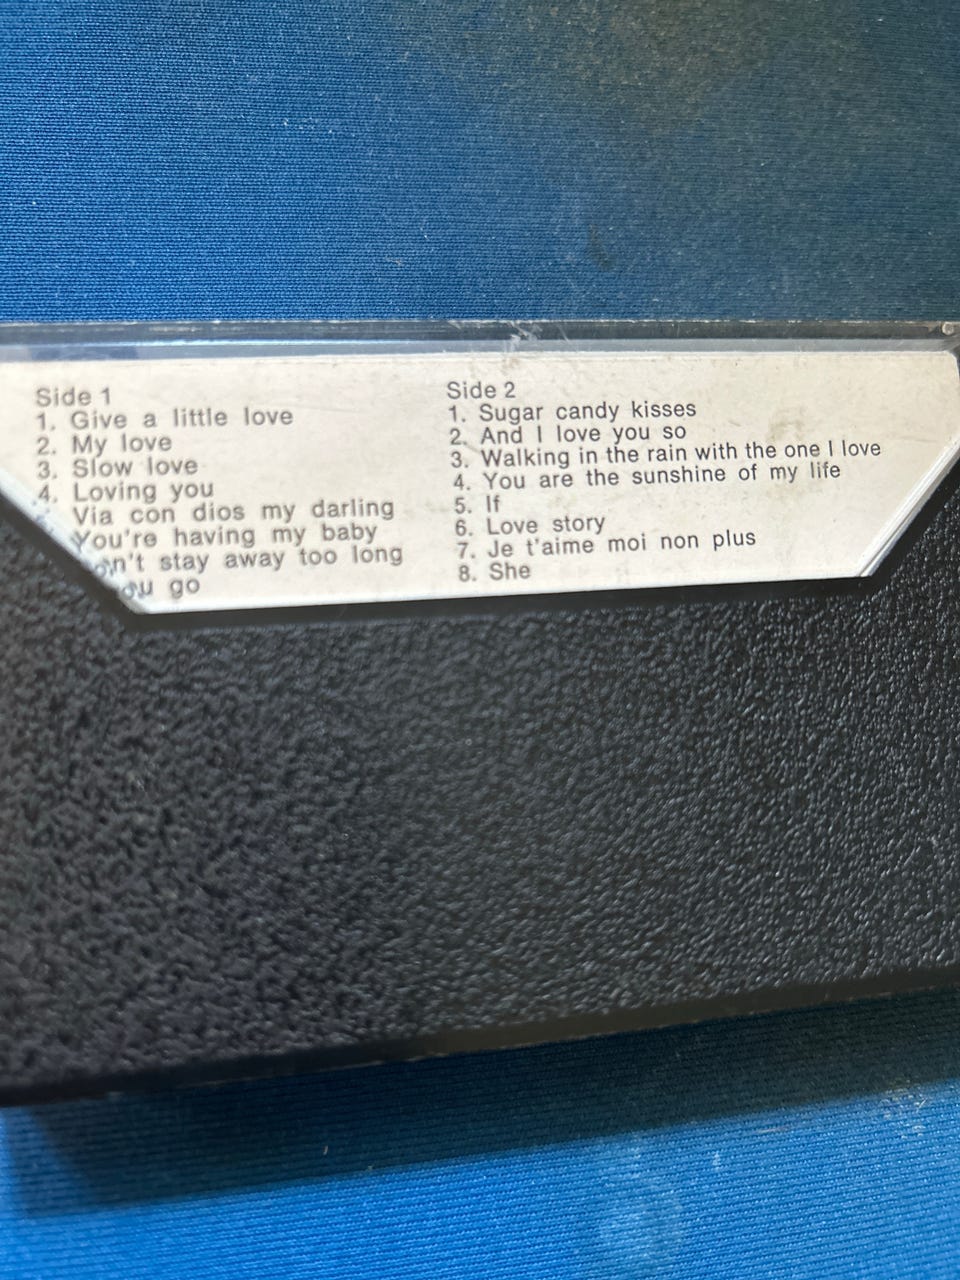 Side 1
1. Give a little love
2. My love
3. Slow love
4. Loving you
Via con dios my darling
You're having my baby
n't stay away too long
ou go
Side 2
1. Sugar candy kisses
2. And I love you so
3. Walking in the rain with the one I love
4. You are the sunshine of my life
5. If
6. Love story
7. Je t'aime moi non plus
8. She